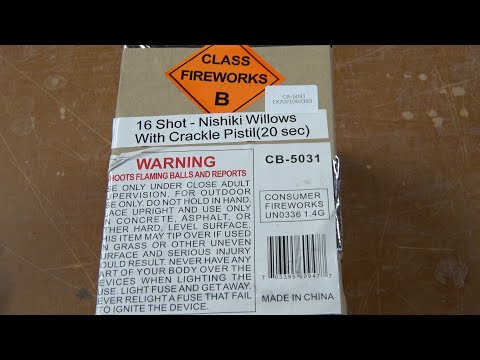 CLASS
FIREWORKS
B
CB-5031
16 Shot - Nishiki Willows
With Crackle Pistil(20 sec)
WARNING
HOOTS FLAMING BALLS AND REPORTS
SE ONLY UNDER CLOSE ADULT
SUPERVISION. FOR OUTDOOR
SE ONLY. DO NOT HOLD IN HAND.
LACE UPRIGHT AND USE ONLY
N CONCRETE, ASPHALT, OR
THER HARD, LEVEL SURFACE.
HIS ITEM MAY TIP OVER IF USED
N GRASS OR OTHER UNEVEN
URFACE AND SERIOUS INJURY
OULD RESULT. NEVER HAVE ANY
ART OF YOUR BODY OVER THE
EVICES WHEN LIGHTING THE
USE. LIGHT FUSE AND GET AWAY.
EVER RELIGHT A FUSE THAT FAIL
O IGNITE THE DEVICE.
CB-5031
CONSUMER
FIREWORKS
UN0336 1.4G
MADE IN CHINA